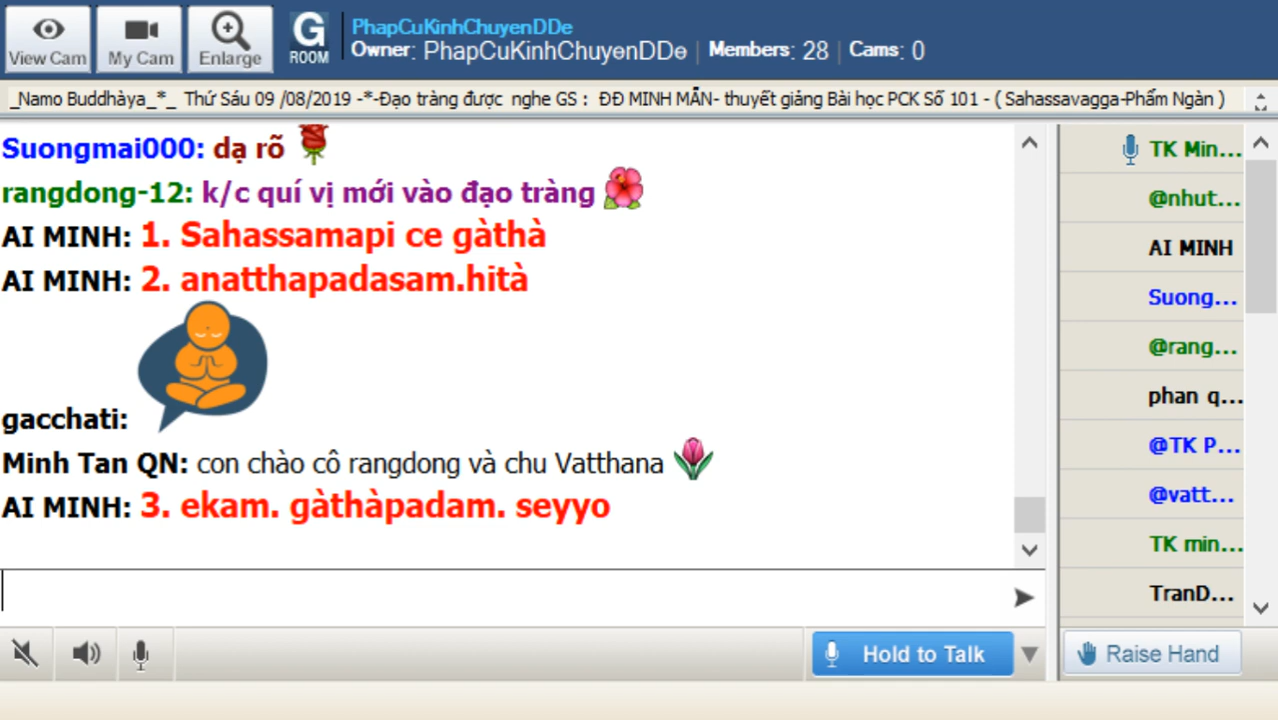 View Cam
My Cam
Enlarge
G
ROOM
PhapCuKinhChuyenDDe
Owner: PhapCuKinhChuyenDDe | Members: 28 | Cams: 0
_Namo Buddhàya_*_ Thứ Sáu 09 /08/2019 -*-Đạo tràng được nghe GS : ĐĐ MINH MẪN- thuyết giảng Bài học PCK Số 101 - ( Sahassavagga-Phẩm Ngàn )
Suongmai000: dạ rõ
rangdong-12: k/c quí vị mới vào đạo tràng
AI MINH: 1. Sahassamapi ce gàthà
AI MINH: 2. anatthapadasam.hità
gacchati:
Minh Tan QN: con chào cô rangdong và chu Vatthana
AI MINH: 3. ekam. gàthàpadam. seyyo
TK Min...
@nhut...
AI MINH
Suong...
@rang...
phan q...
@TK P...
@vatt...
TK min...
TranD...
Hold to Talk
Raise Hand